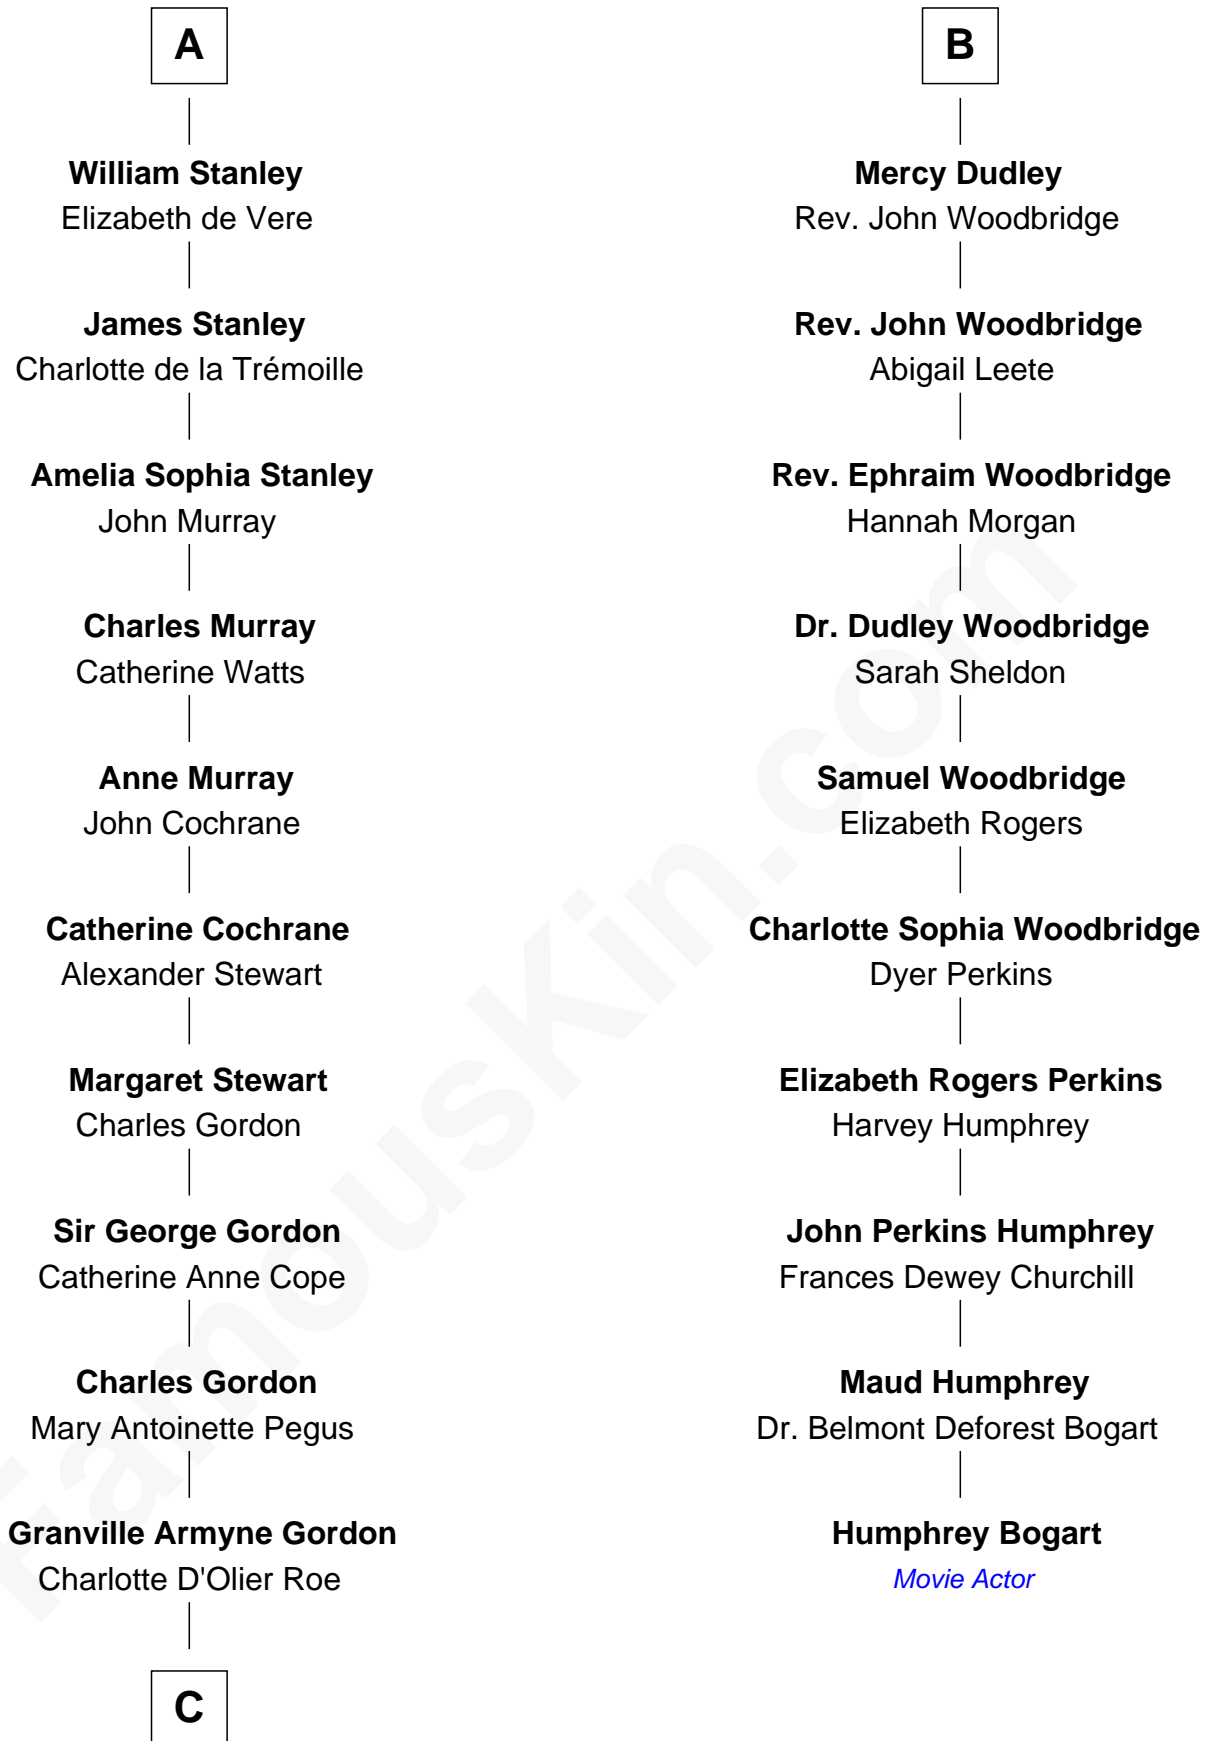 A
William Stanley
Elizabeth de Vere
James Stanley
Charlotte de la Trémoille
Amelia Sophia Stanley
John Murray
Charles Murray
Catherine Watts
Anne Murray
John Cochrane
Catherine Cochrane
Alexander Stewart
Margaret Stewart
Charles Gordon
Sir George Gordon
Catherine Anne Cope
Charles Gordon
Mary Antoinette Pegus
Granville Armyne Gordon
Charlotte D'Olier Roe
C
B
Mercy Dudley
Rev. John Woodbridge
Rev. John Woodbridge
Abigail Leete
Rev. Ephraim Woodbridge
Hannah Morgan
Dr. Dudley Woodbridge
Sarah Sheldon
Samuel Woodbridge
Elizabeth Rogers
Charlotte Sophia Woodbridge
Dyer Perkins
Elizabeth Rogers Perkins
Harvey Humphrey
John Perkins Humphrey
Frances Dewey Churchill
Maud Humphrey
Dr. Belmont Deforest Bogart
Humphrey Bogart
Movie Actor
FamousKin.com